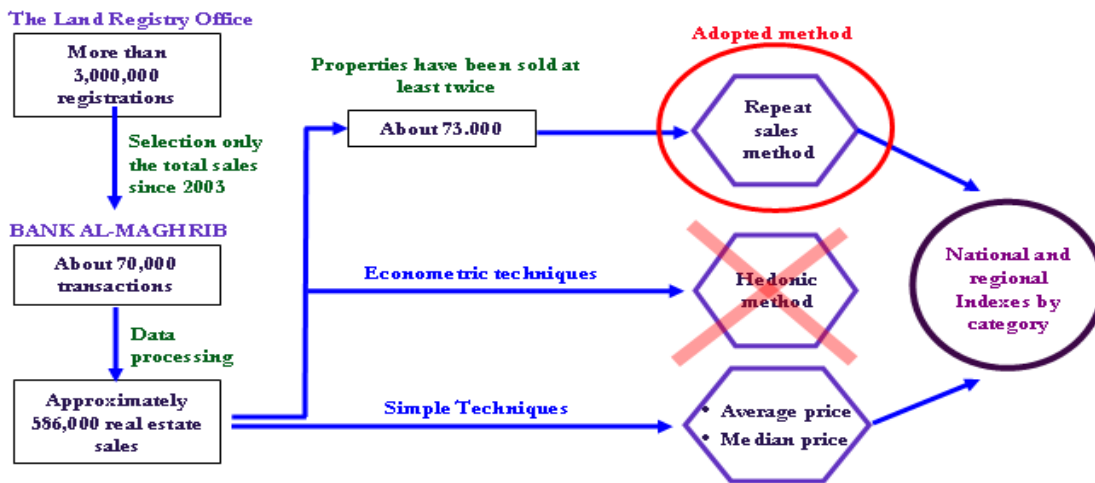 The Land Registry Office
More than
3,000,000
registrations
Selection only
the total sales
since 2003
BANK AL-MAGHRIB
About 70,000
transactions
Data
processing
Approximately
586,000 real estate
sales
Properties have been sold at
least twice
About 73.000
Econometric techniques
Simple Techniques
Adopted method
Repeat
sales
method
Hedonic
method
• Average price
• Median price
National and
regional
Indexes by
category